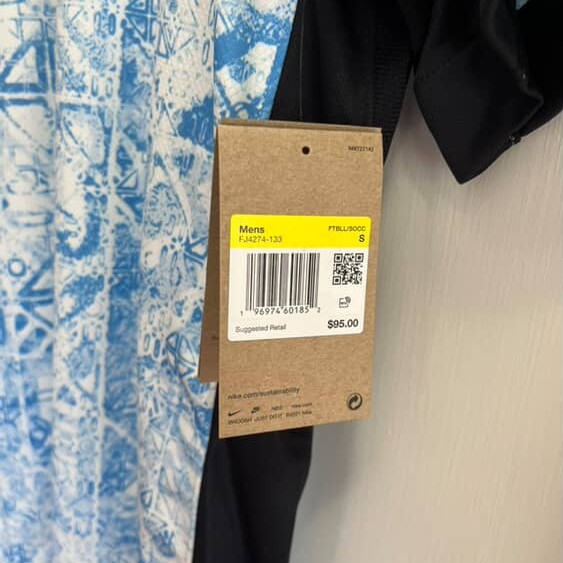 Mens FTBLL/SOCC
FJ4274-133 S
1 96974 60185 2
Suggested Retail $95.00
nike.com/sustainability